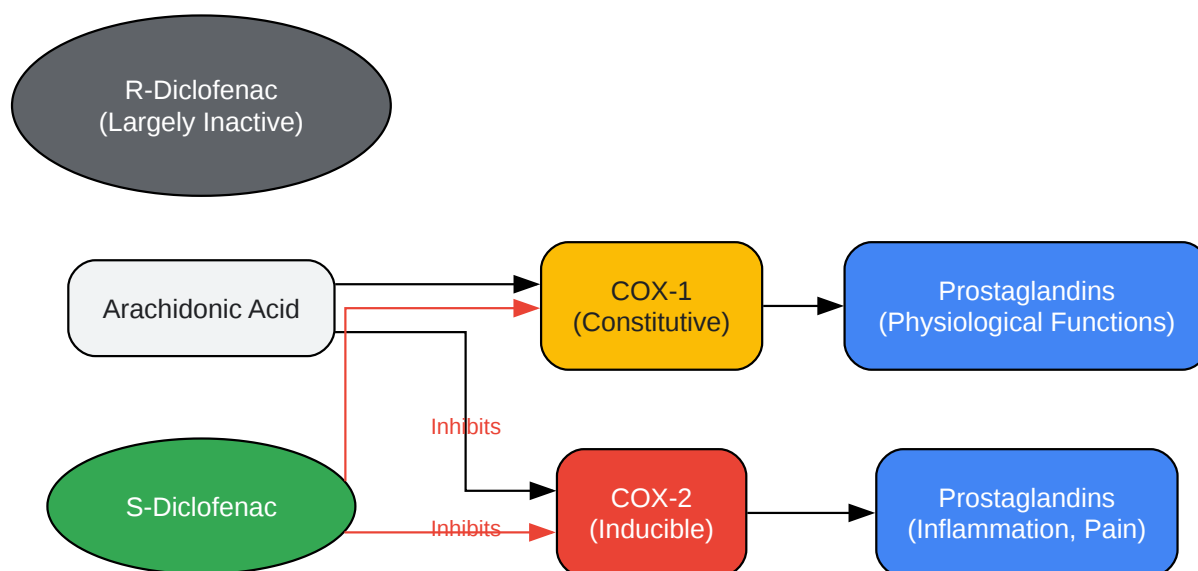 R-Diclofenac
(Largely Inactive)
Arachidonic Acid
COX-1
(Constitutive)
Prostaglandins
(Physiological Functions)
Inhibits
S-Diclofenac
Inhibits
COX-2
(Inducible)
Prostaglandins
(Inflammation, Pain)